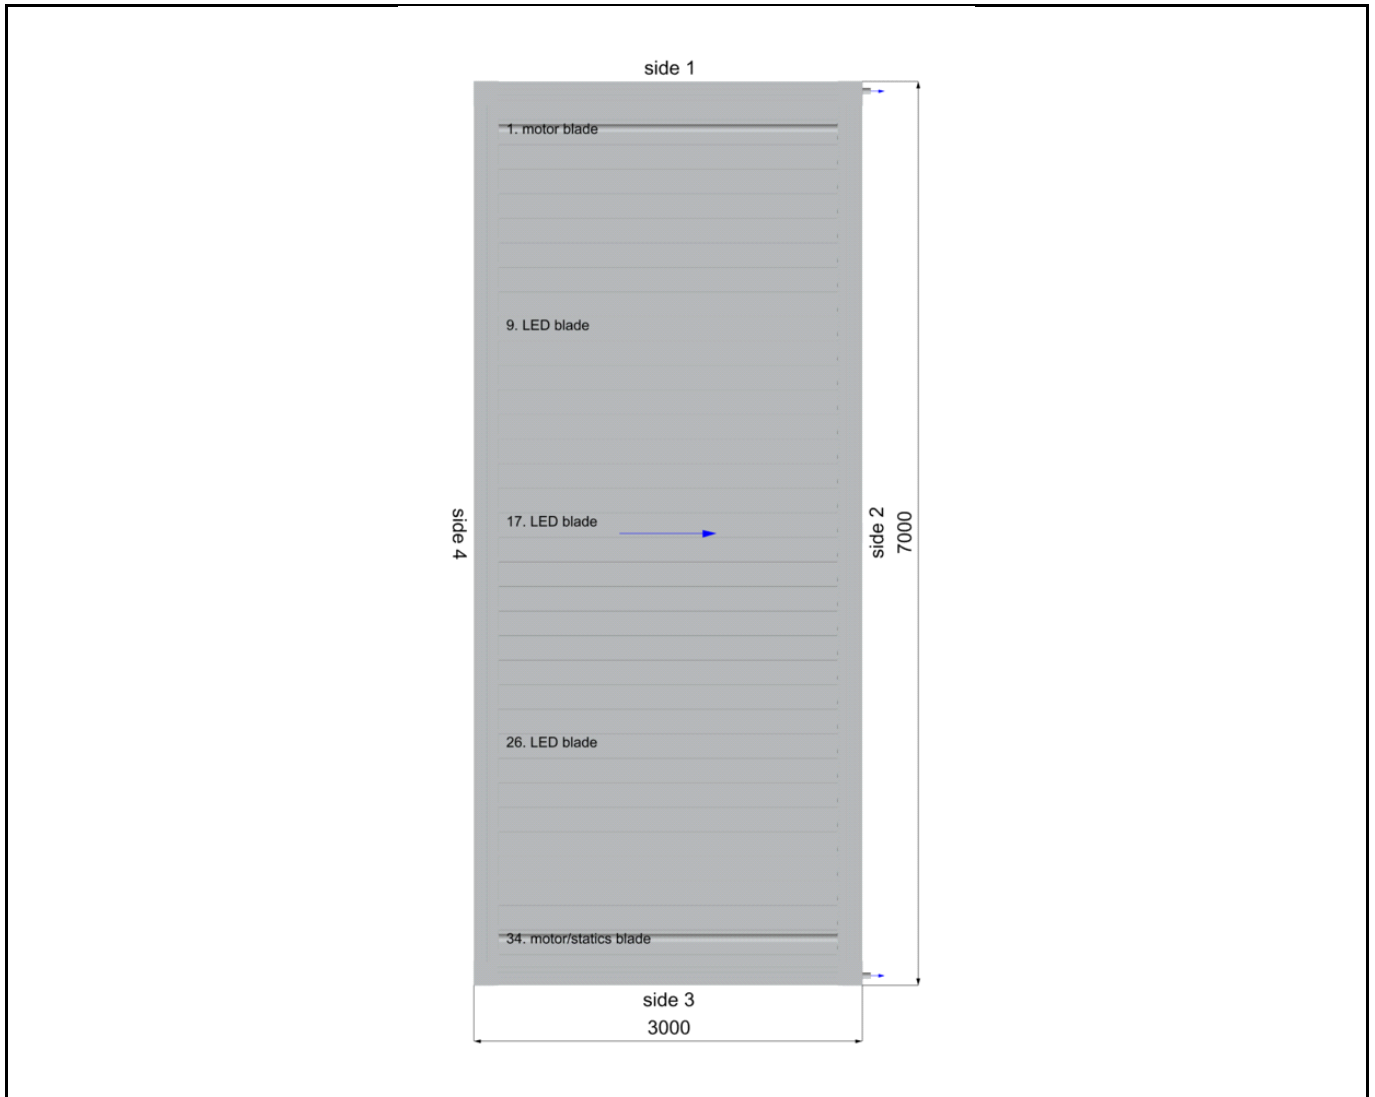 side 1
1. motor blade
9. LED blade
17. LED blade
side 4
side 2
7000
26. LED blade
34. motor/statics blade
side 3
3000